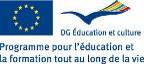 DG Éducation et culture
Programme pour l'éducation et
la formation tout au long de la vie